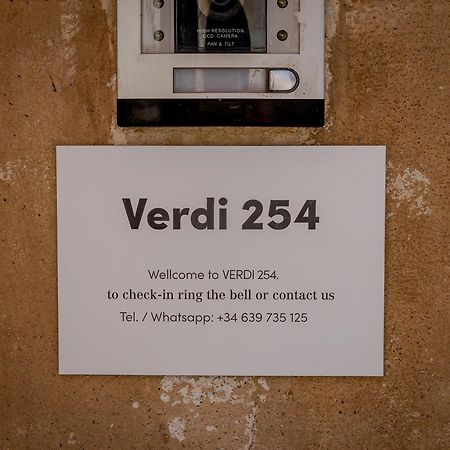 HIGH RESOLUTION
CCD CAMERA
PAN & TILT
Verdi 254
Wellcome to VERDI 254.
to check-in ring the bell or contact us
Tel. / Whatsapp: +34 639 735 125